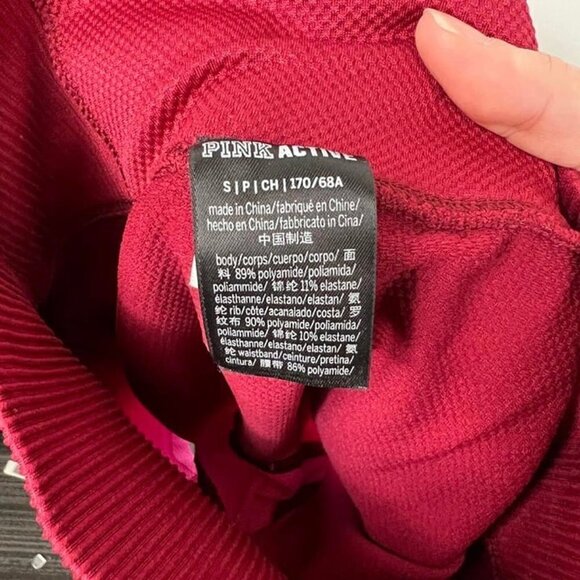 PINK ACTIVE
S | P | CH | 170/68A
made in China/fabriqué en Chine/
hecho en China/fabbricato in Cina/
中国制造
body/corps/cuerpo/corpo/ 面
料 89% polyamide/poliamida/
poliammide/ 锦纶 11% elastane/
élasthanne/elastano/elastan/ 氨
纶 rib/côte/acanalado/costa/ 罗
纹布 90% polyamide/poliamida/
poliammide/ 锦纶 10% elastane/
élasthanne/elastano/elastan/ 氨
纶 waistband/ceinture/pretina/
cintura/ 腰带 86% polyamide/